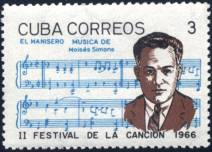 CUBA CORREOS 3
EL MANISERO MUSICA DE
Moisés Simons
II FESTIVAL DE LA CANCION 1966